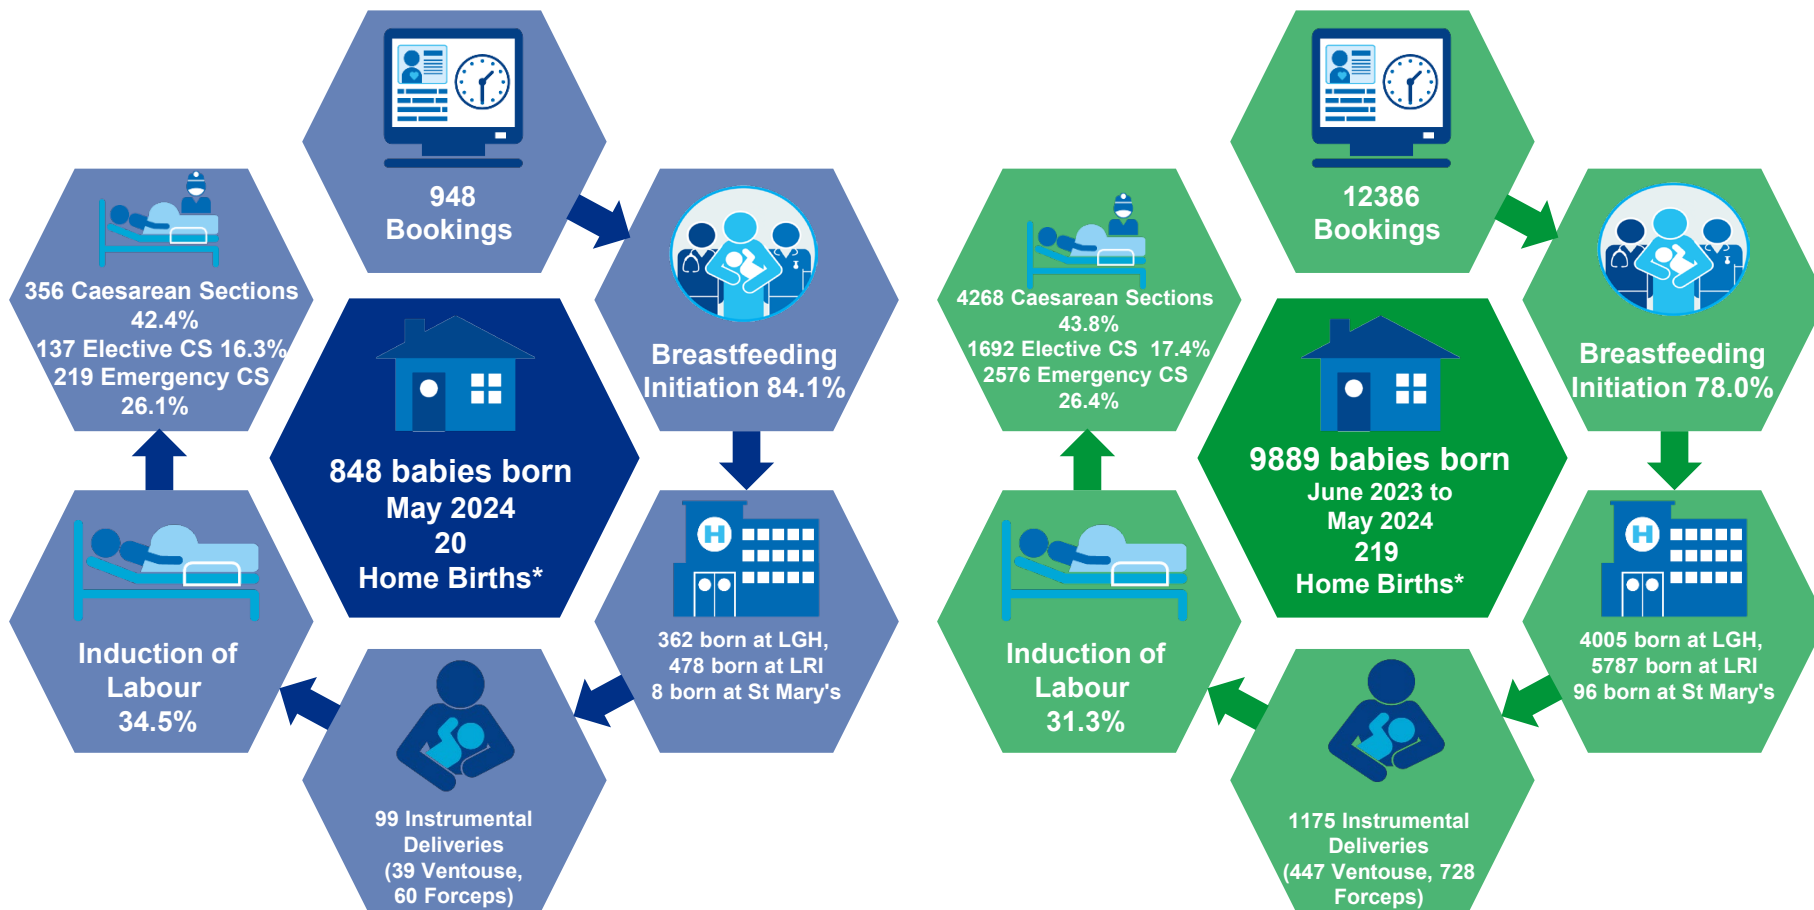 948
Bookings
Breastfeeding
Initiation 84.1%
362 born at LGH,
478 born at LRI
8 born at St Mary's
99 Instrumental
Deliveries
(39 Ventouse,
60 Forceps)
Induction of
Labour
34.5%
356 Caesarean Sections
42.4%
137 Elective CS 16.3%
219 Emergency CS
26.1%
848 babies born
May 2024
20
Home Births*
12386
Bookings
Breastfeeding
Initiation 78.0%
4005 born at LGH,
5787 born at LRI
96 born at St Mary's
1175 Instrumental
Deliveries
(447 Ventouse, 728
Forceps)
Induction of
Labour
31.3%
4268 Caesarean Sections
43.8%
1692 Elective CS 17.4%
2576 Emergency CS
26.4%
9889 babies born
June 2023 to
May 2024
219
Home Births*
H
H